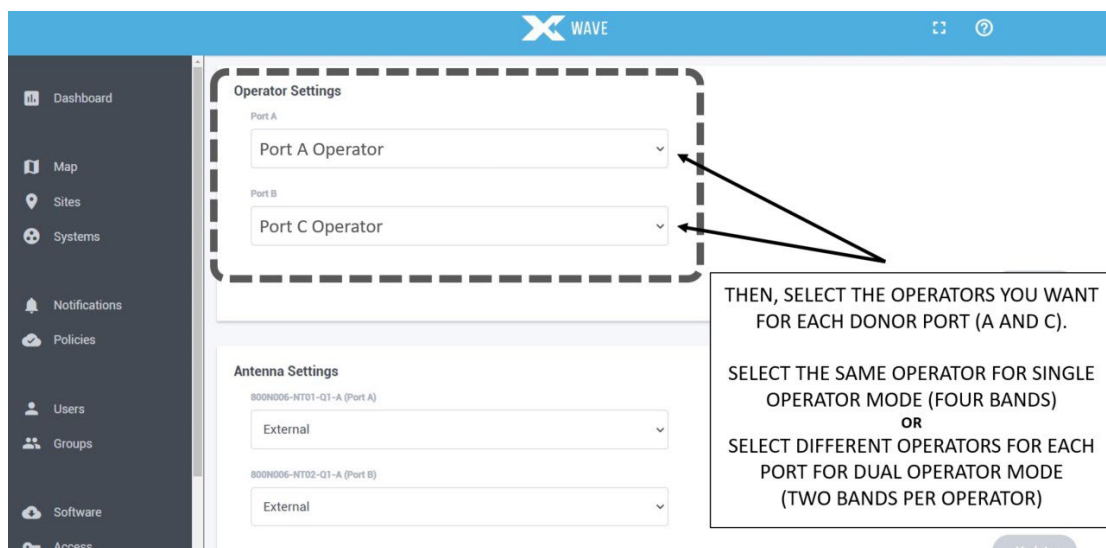 WAVE
Dashboard
Map
Sites
Systems
Notifications
Policies
Users
Groups
Software
Access
Operator Settings
Port A
Port A Operator
Port B
Port C Operator
Antenna Settings
800N006-NT01-Q1-A (Port A)
External
800N006-NT02-Q1-A (Port B)
External
THEN, SELECT THE OPERATORS YOU WANT
FOR EACH DONOR PORT (A AND C).
SELECT THE SAME OPERATOR FOR SINGLE
OPERATOR MODE (FOUR BANDS)
OR
SELECT DIFFERENT OPERATORS FOR EACH
PORT FOR DUAL OPERATOR MODE
(TWO BANDS PER OPERATOR)